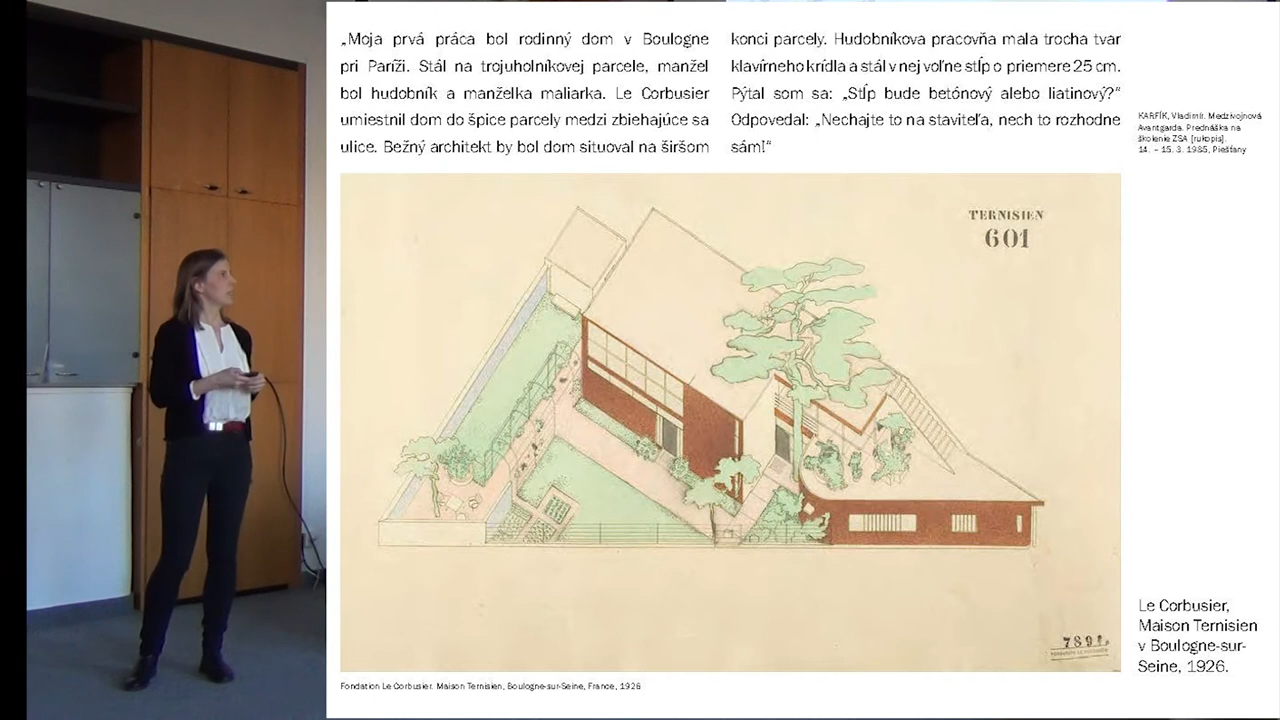 „Moja prvá práca bol rodinný dom v Boulogne
pri Paríži. Stál na trojuholníkovej parcele, manžel
bol hudobník a manželka maliarka. Le Corbusier
umiestnil dom do špice parcely medzi zbiehajúce sa
ulice. Bežný architekt by bol dom situoval na širšom
konci parcely. Hudobníkova pracovňa mala trocha tvar
klavírneho krídla a stál v nej voľne stĺp o priemere 25 cm.
Pýtal som sa: „Stĺp bude betónový alebo liatinový?“
Odpovedal: „Nechajte to na staviteľa, nech to rozhodne
sám!“
KARFÍK, Vladimír. Medzivojnová
Avantgarda. Prednáška na
školenie ZSA [rukopis].
14. – 15. 3. 1985, Piešťany
TERNISIEN
601
FONDATION LE CORBUSIER
Le Corbusier,
Maison Ternisien
v Boulogne-sur-
Seine, 1926.
Fondation Le Corbusier. Maison Ternisien, Boulogne-sur-Seine, France, 1926